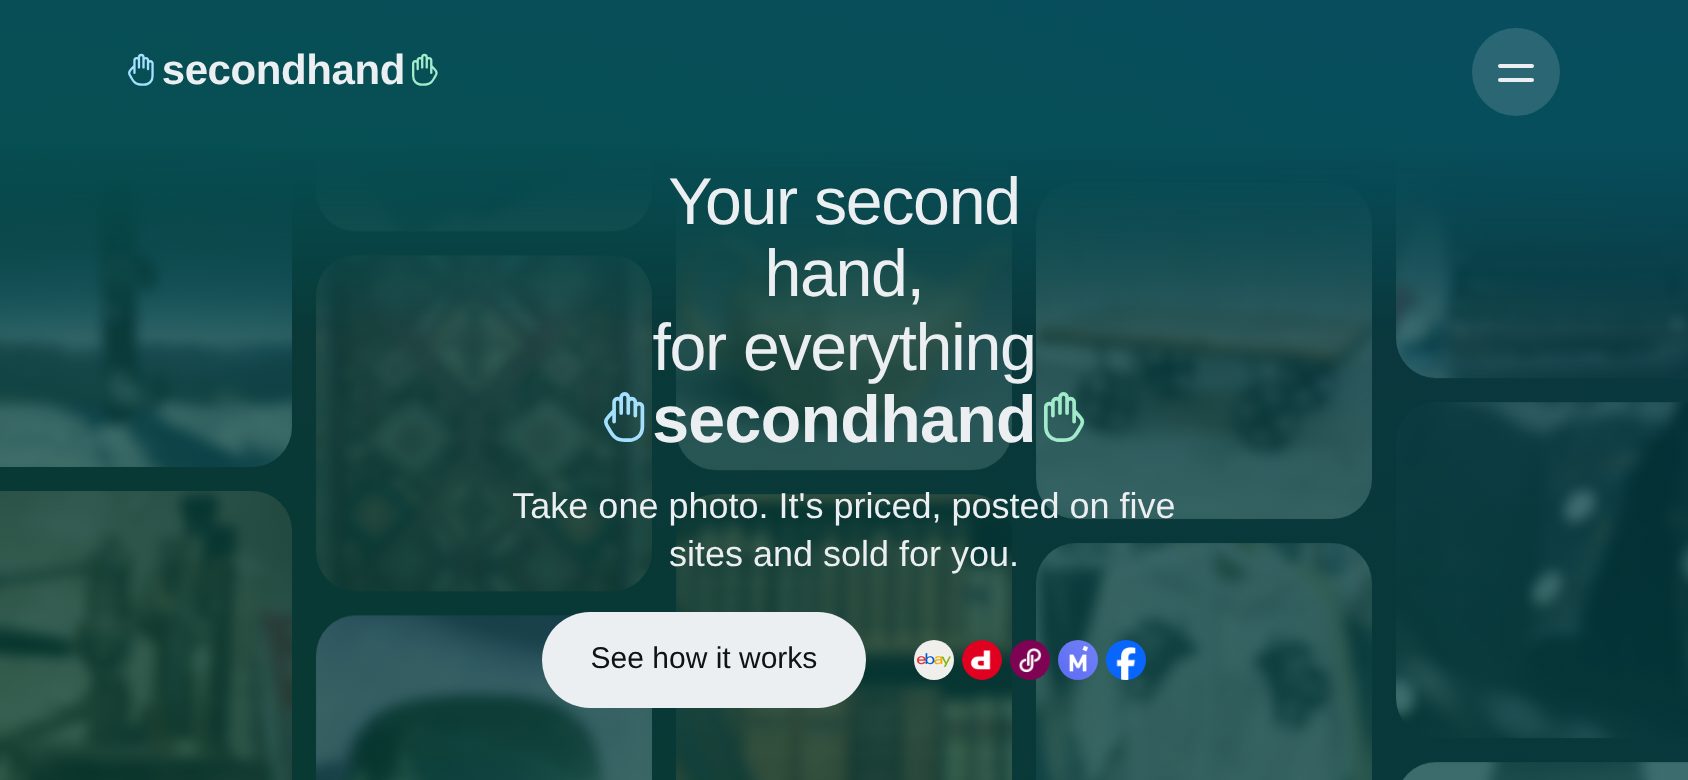 secondhand
Your second
hand,
for everything
secondhand
Take one photo. It's priced, posted on five
sites and sold for you.
See how it works
ebay